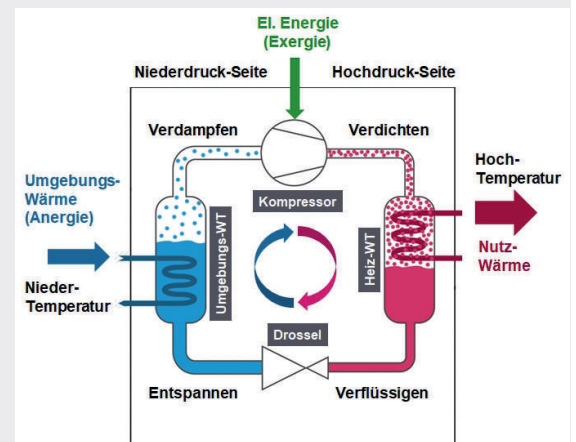 El. Energie
(Exergie)
Niederdruck-Seite
Hochdruck-Seite
Verdampfen
Verdichten
Umgebungs-
Wärme
(Anergie)
Hoch-
Temperatur
Kompressor
Umgebungs-WT
Heiz-WT
Nutz-
Wärme
Nieder-
Temperatur
Drossel
Entspannen
Verflüssigen